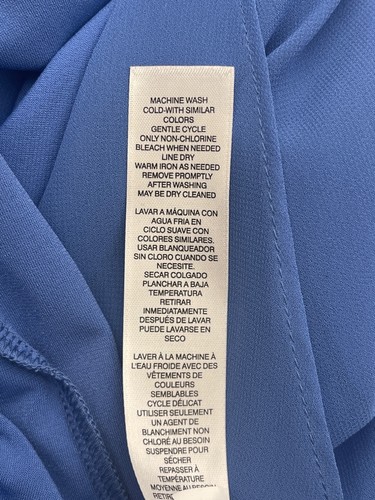 MACHINE WASH
COLD-WITH SIMILAR
COLORS
GENTLE CYCLE
ONLY NON-CHLORINE
BLEACH WHEN NEEDED
LINE DRY
WARM IRON AS NEEDED
REMOVE PROMPTLY
AFTER WASHING
MAY BE DRY CLEANED
LAVAR A MÁQUINA CON
AGUA FRIA EN
CICLO SUAVE CON
COLORES SIMILARES.
USAR BLANQUEADOR
SIN CLORO CUANDO SE
NECESITE.
SECAR COLGADO
PLANCHAR A BAJA
TEMPERATURA
RETIRAR
INMEDIATAMENTE
DESPUÉS DE LAVAR
PUEDE LAVARSE EN
SECO
LAVER À LA MACHINE À
L'EAU FROIDE AVEC DES
VÊTEMENTS DE
COULEURS
SEMBLABLES
CYCLE DÉLICAT
UTILISER SEULEMENT
UN AGENT DE
BLANCHIMENT NON
CHLORÉ AU BESOIN
SUSPENDRE POUR
SÉCHER
REPASSER À
TEMPÉRATURE
MOYENNE AU BESOIN
RETIRE